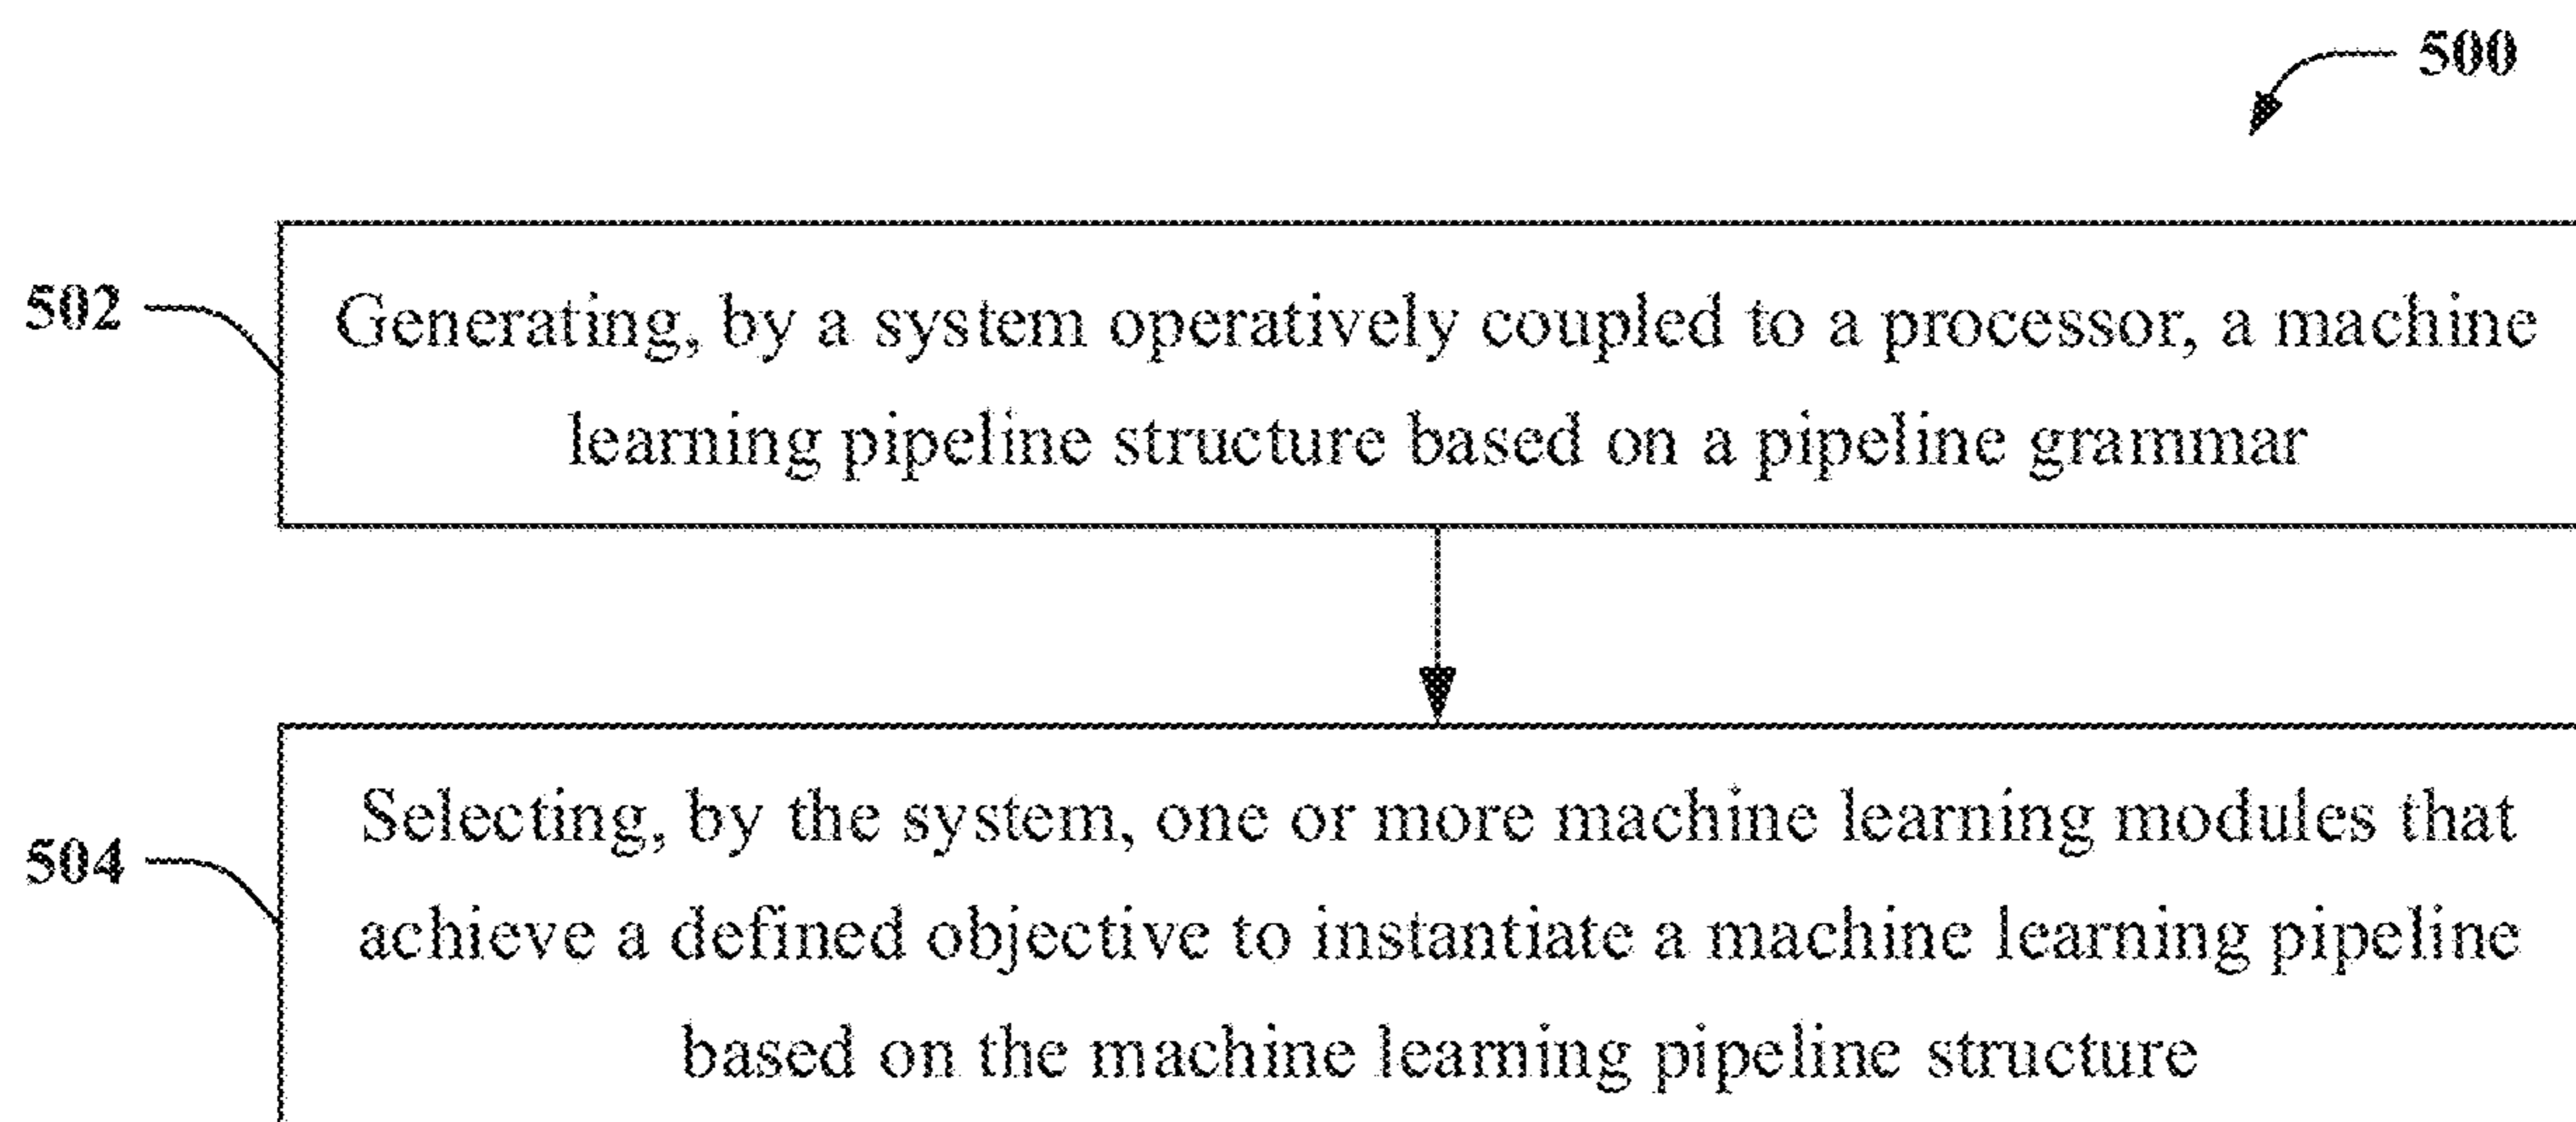 500
502
Generating, by a system operatively coupled to a processor, a machine
learning pipeline structure based on a pipeline grammar
504
Selecting, by the system, one or more machine learning modules that
achieve a defined objective to instantiate a machine learning pipeline
based on the machine learning pipeline structure